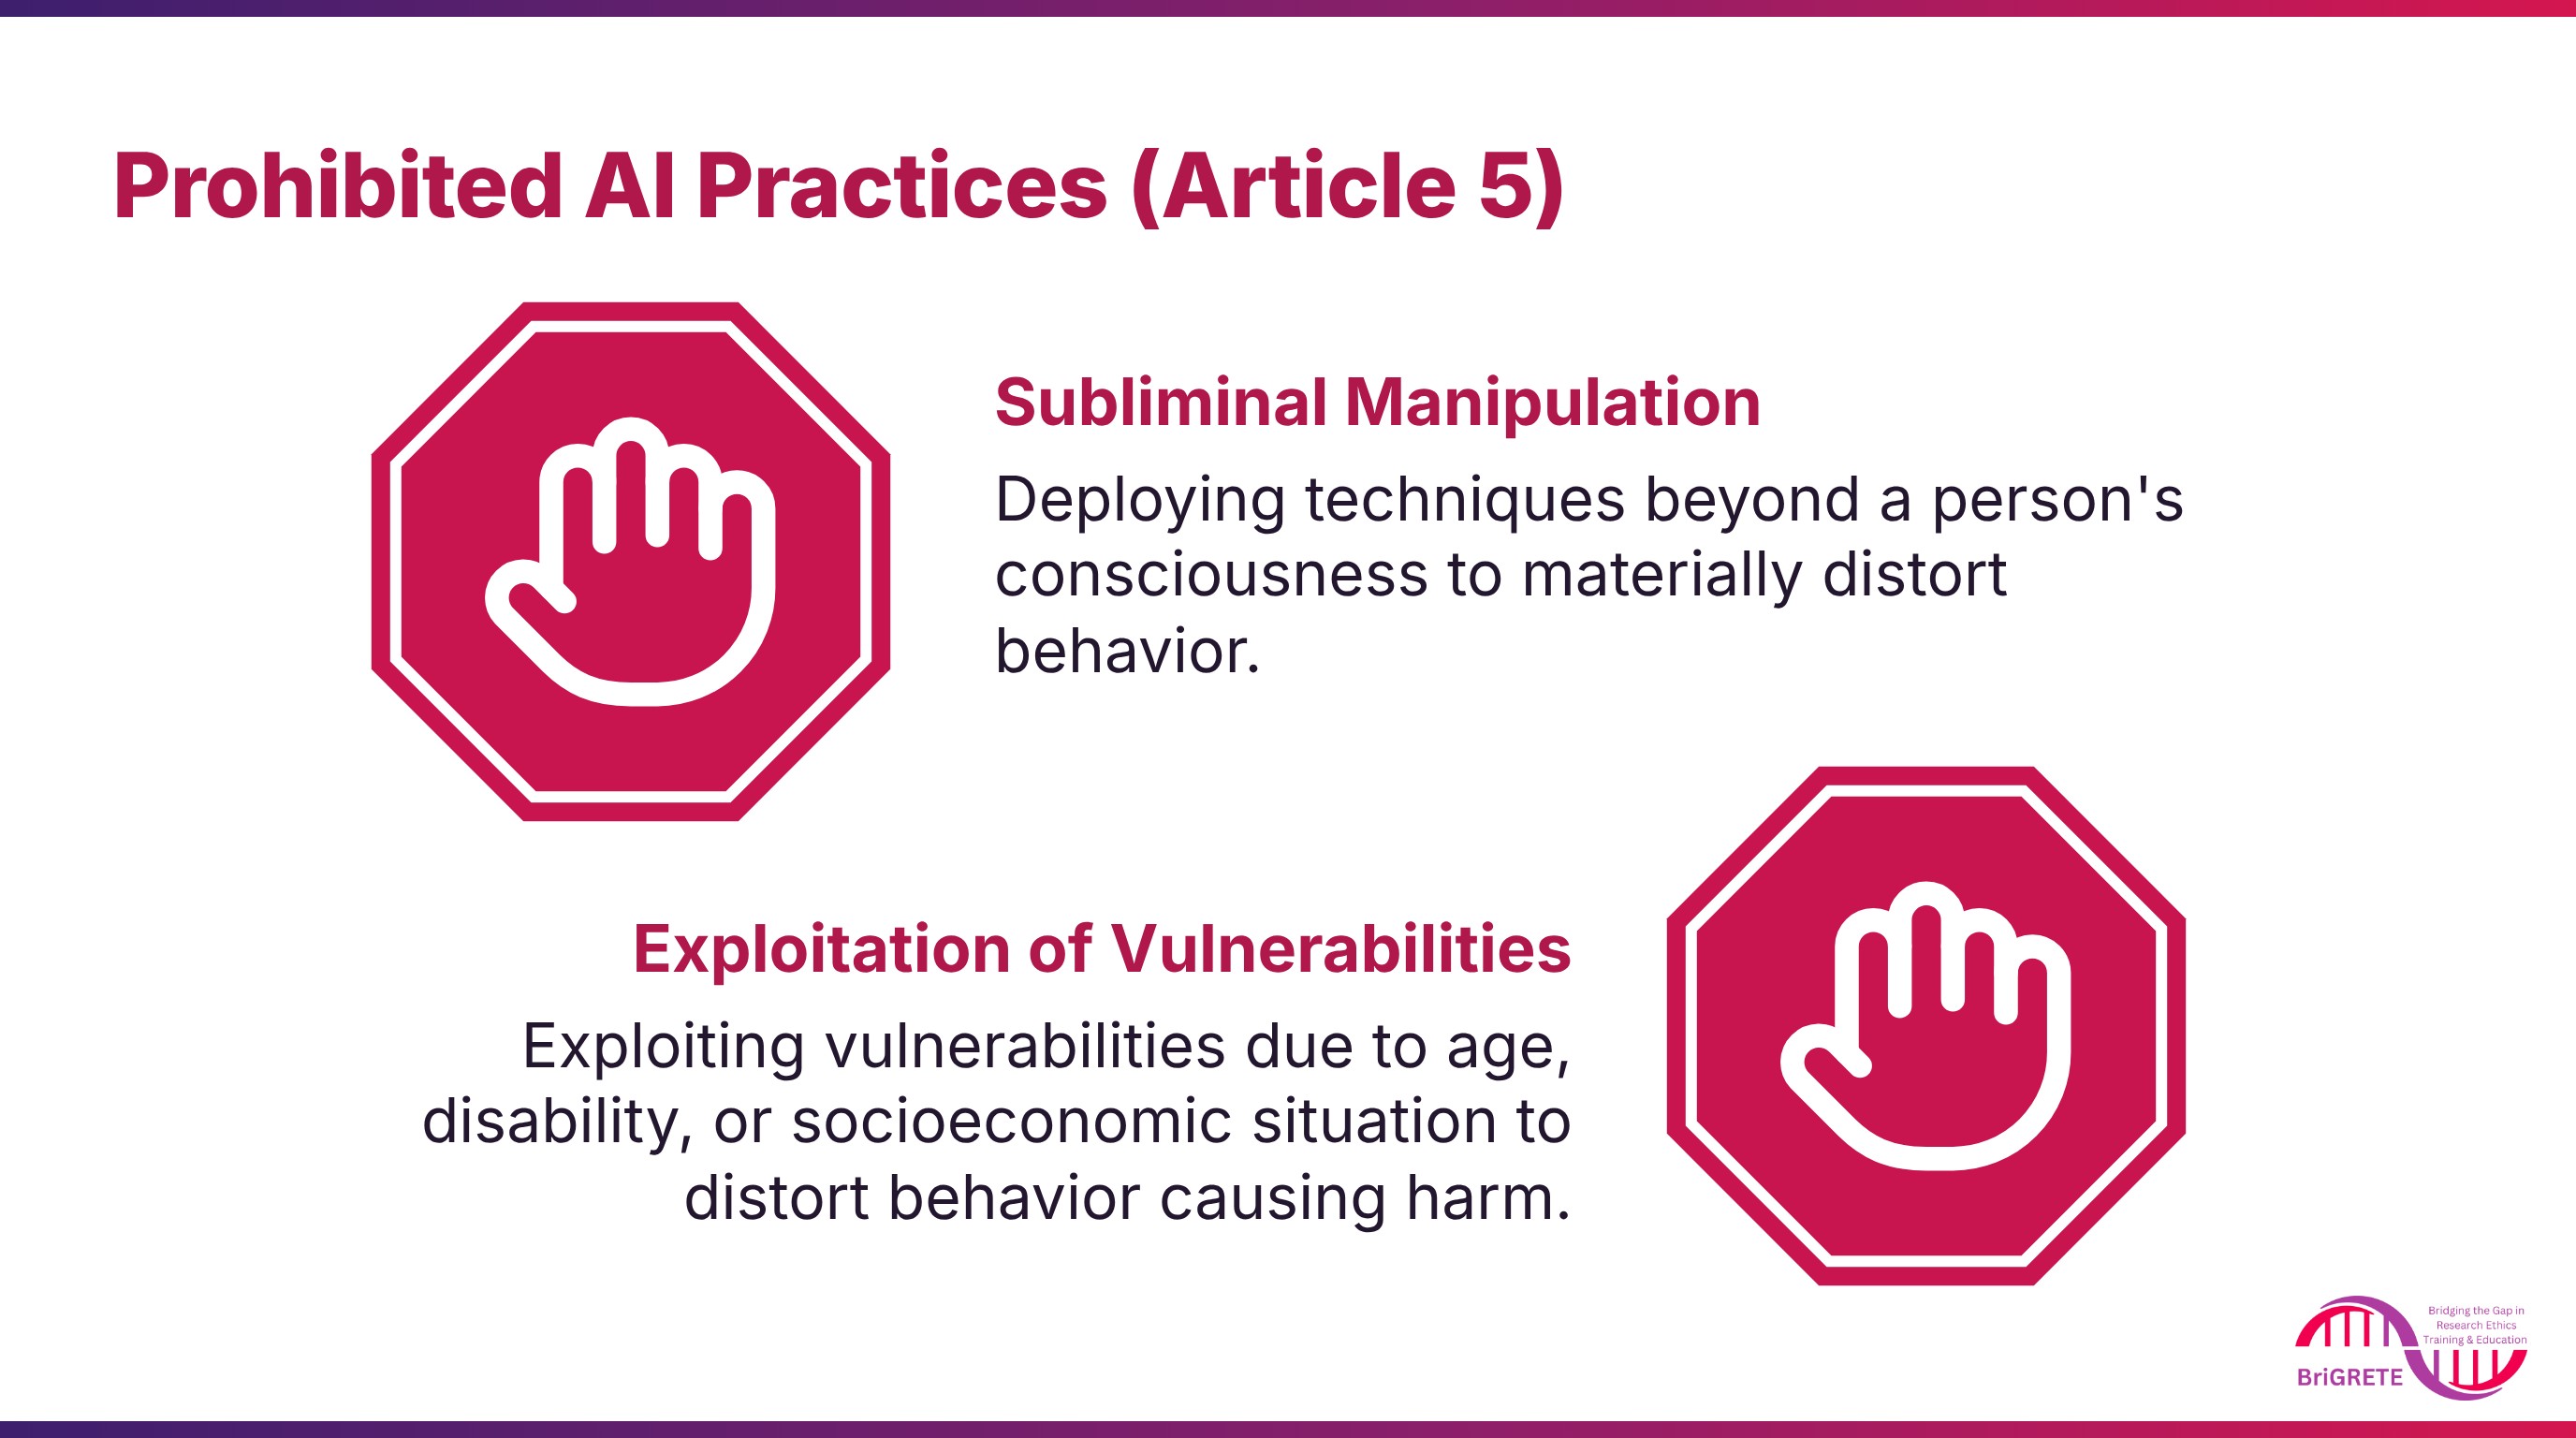 Prohibited AI Practices (Article 5)
Subliminal Manipulation
Deploying techniques beyond a person's
consciousness to materially distort
behavior.
Exploitation of Vulnerabilities
Exploiting vulnerabilities due to age,
disability, or socioeconomic situation to
distort behavior causing harm.
Bridging the Gap in
Research Ethics
Training & Education
BriGRETE